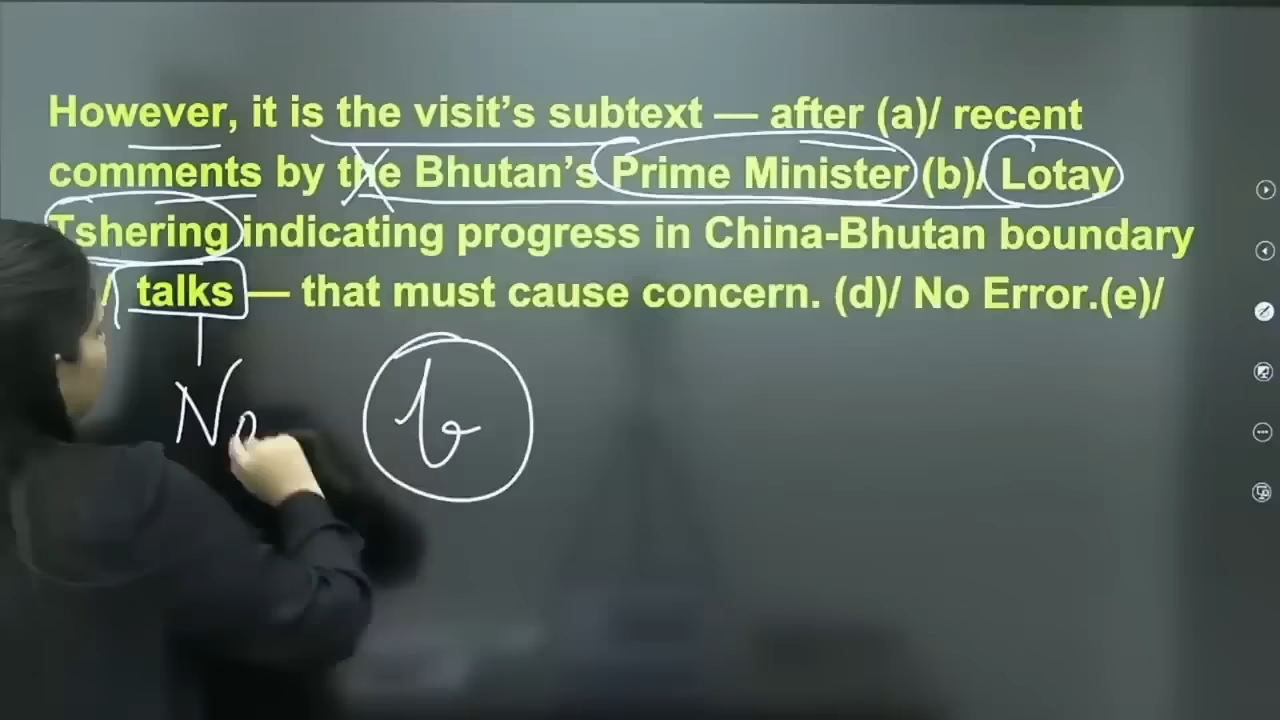 However, it is the visit’s subtext — after (a)/ recent
comments by the Bhutan’s Prime Minister (b)/ Lotay
Tshering indicating progress in China-Bhutan boundary
/ talks — that must cause concern. (d)/ No Error.(e)/
No
b